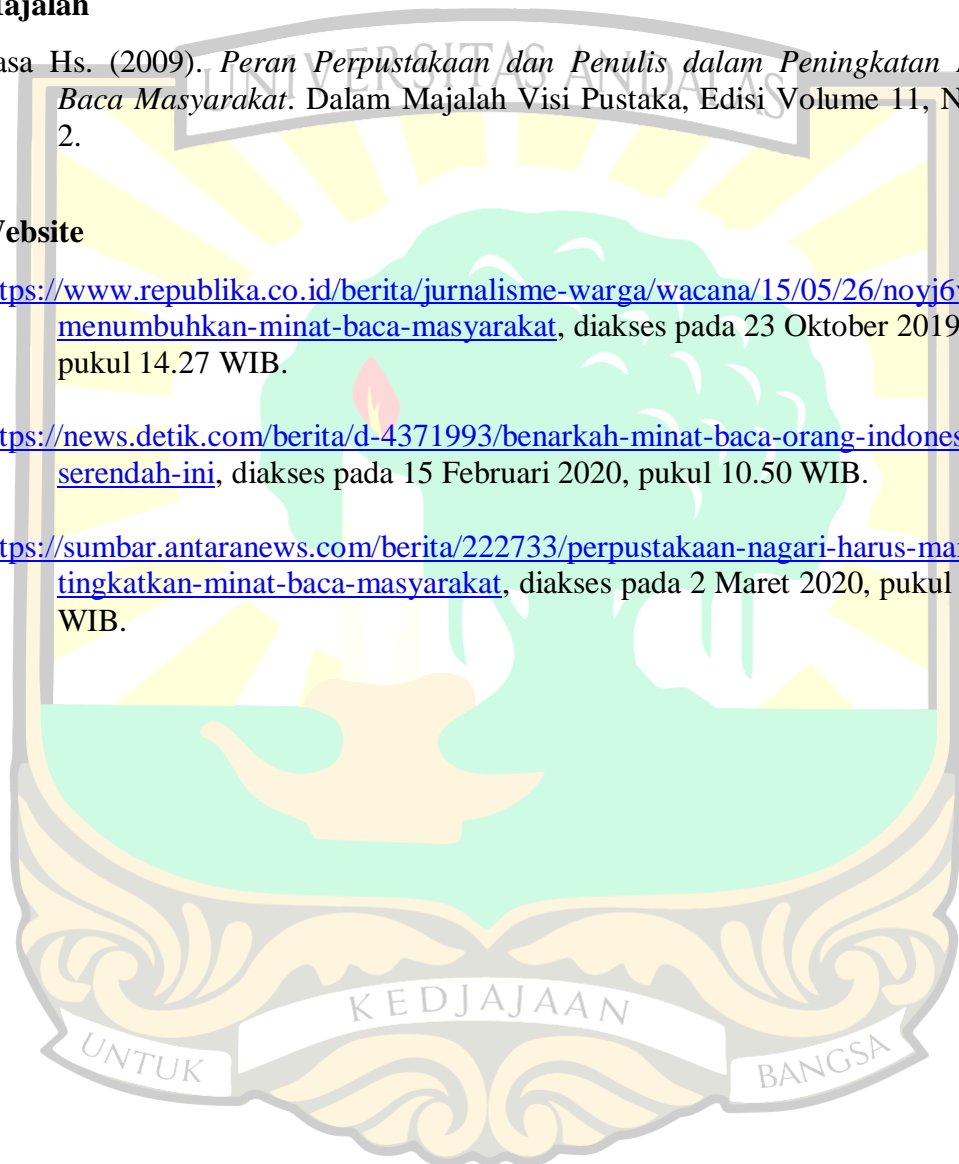 Majalah
UNIVERSITAS ANDALAS
asa Hs. (2009). Peran Perpustakaan dan Penulis dalam Peningkatan
Baca Masyarakat. Dalam Majalah Visi Pustaka, Edisi Volume 11, N
2.
Website
tps://www.republika.co.id/berita/jurnalisme-warga/wacana/15/05/26/noyj6
menumbuhkan-minat-baca-masyarakat, diakses pada 23 Oktober 2019
pukul 14.27 WIB.
tps://news.detik.com/berita/d-4371993/benarkah-minat-baca-orang-indones
serendah-ini, diakses pada 15 Februari 2020, pukul 10.50 WIB.
tps://sumbar.antaranews.com/berita/222733/perpustakaan-nagari-harus-ma
tingkatkan-minat-baca-masyarakat, diakses pada 2 Maret 2020, pukul
WIB.
UNTUK KEDJAJAAN BANGSA